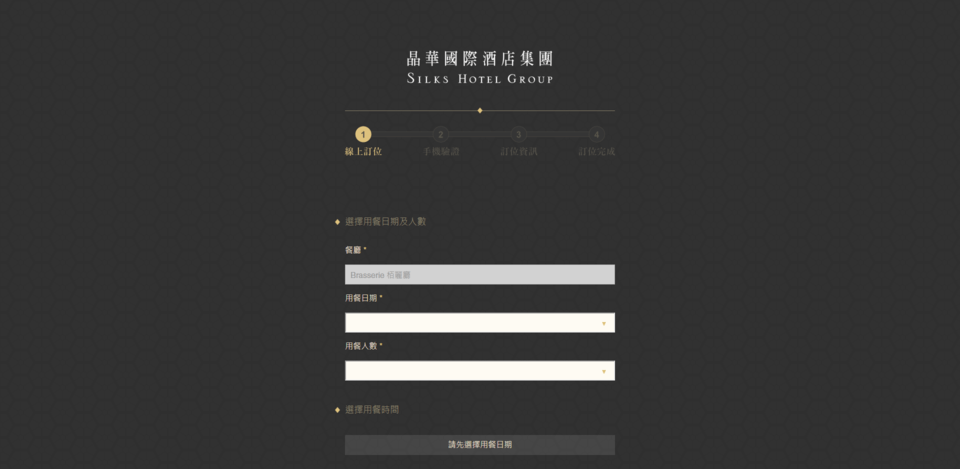 晶華國際酒店集團
SILKS HOTEL GROUP
1 2 3 4
線上訂位 手機驗證 訂位資訊 訂位完成
選擇用餐日期及人數
餐廳 *
Brasserie 栢麗廳
用餐日期 *
用餐人數 *
選擇用餐時間
請先選擇用餐日期